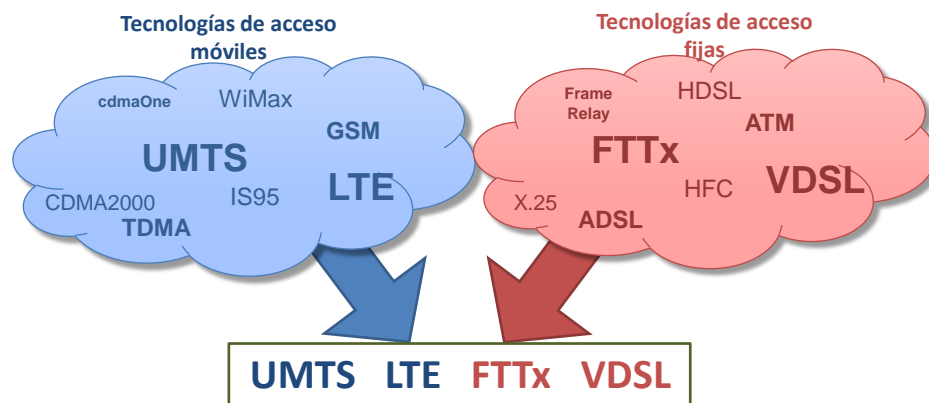 Tecnologías de acceso
móviles
Tecnologías de acceso
fijas
cdmaOne
WiMax
GSM
UMTS
LTE
IS95
CDMA2000
TDMA
Frame
Relay
HDSL
ATM
FTTx
VDSL
HFC
X.25
ADSL
UMTS LTE FTTx VDSL